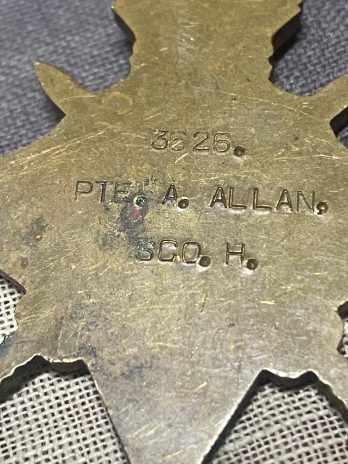 3626.
PTE. A. ALLAN,
SCO. H.